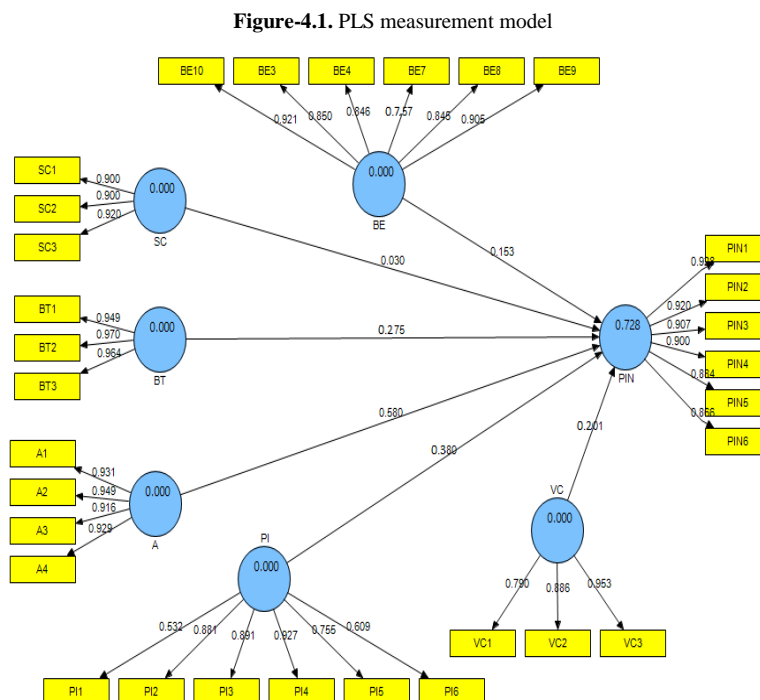 Figure-4.1. PLS measurement model
BE10 BE3 BE4 BE7 BE8 BE9
0.921 0.850 0.846 0.757 0.845 0.905
0.000
BE
SC1
SC2
SC3
0.900
0.900
0.920
0.000
SC
0.030
0.153
BT1
BT2
BT3
0.949
0.970
0.964
0.000
BT
0.275
0.728
PIN
PIN1
PIN2
PIN3
PIN4
PIN5
PIN6
0.920
0.907
0.900
0.866
A1
A2
A3
A4
0.931
0.949
0.916
0.929
0.000
A
0.580
0.380
0.201
PI
0.000
0.532 0.881 0.891 0.927 0.755 0.609
PI1 PI2 PI3 PI4 PI5 PI6
VC
0.000
0.790 0.886 0.953
VC1 VC2 VC3